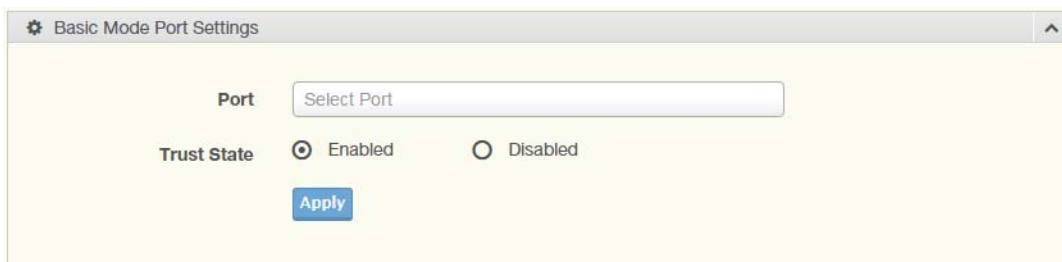 Basic Mode Port Settings
Port Select Port
Trust State Enabled Disabled
Apply